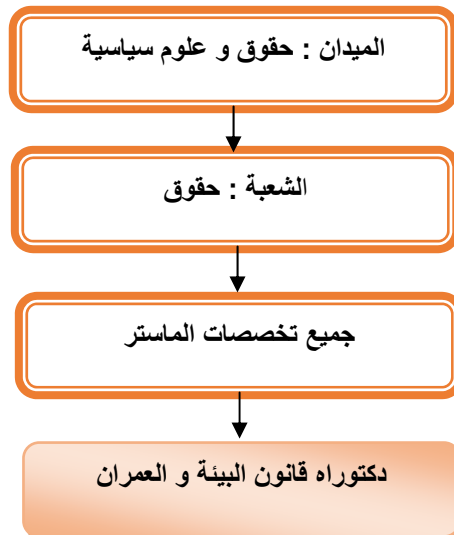 الميدان : حقوق و علوم سياسية
الشعبة : حقوق
جميع تخصصات الماستر
دكتوراه قانون البيئة و العمران